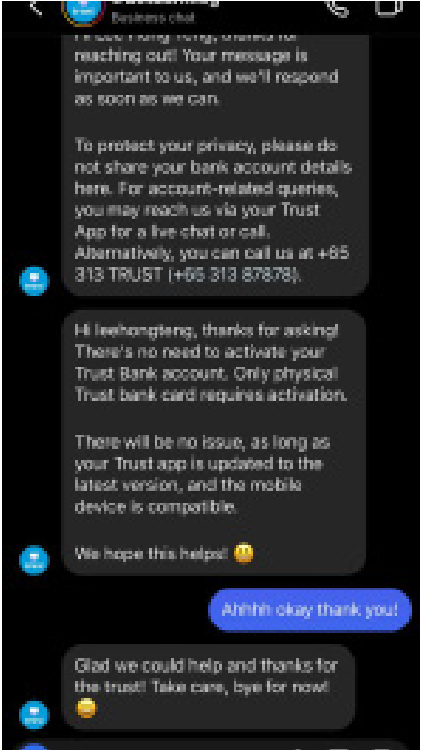 Business chat
Hi Lee Hong Teng, thanks for
reaching out! Your message is
important to us, and we'll respond
as soon as we can.
To protect your privacy, please do
not share your bank account details
here. For account-related queries,
you may reach us via your Trust
App for a live chat or call.
Alternatively, you can call us at +65
313 TRUST (+65 313 87878).
Hi leehongteng, thanks for asking!
There's no need to activate your
Trust Bank account. Only physical
Trust bank card requires activation.
There will be no issue, as long as
your Trust app is updated to the
latest version, and the mobile
device is compatible.
We hope this helps! 😀
Ahhhh okay thank you!
Glad we could help and thanks for
the trust! Take care, bye for now!
😀